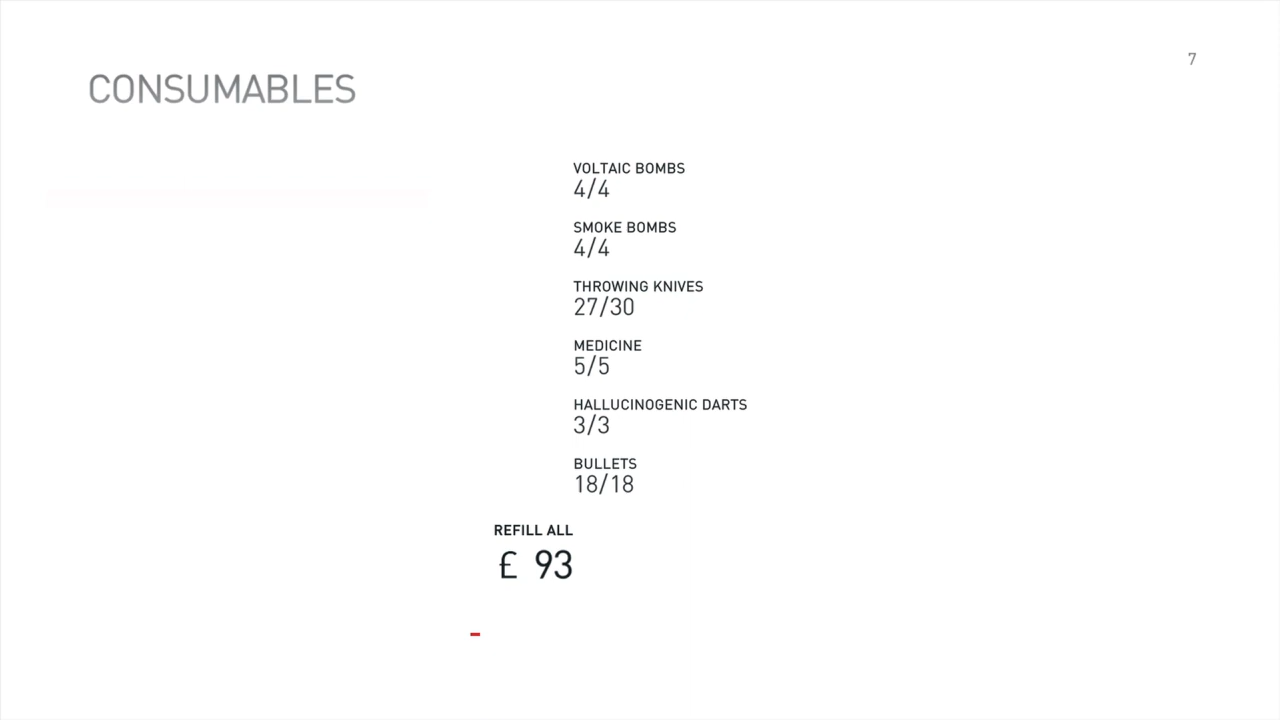 7
CONSUMABLES
VOLTAIC BOMBS
4/4
SMOKE BOMBS
4/4
THROWING KNIVES
27/30
MEDICINE
5/5
HALLUCINOGENIC DARTS
3/3
BULLETS
18/18
REFILL ALL
£ 93